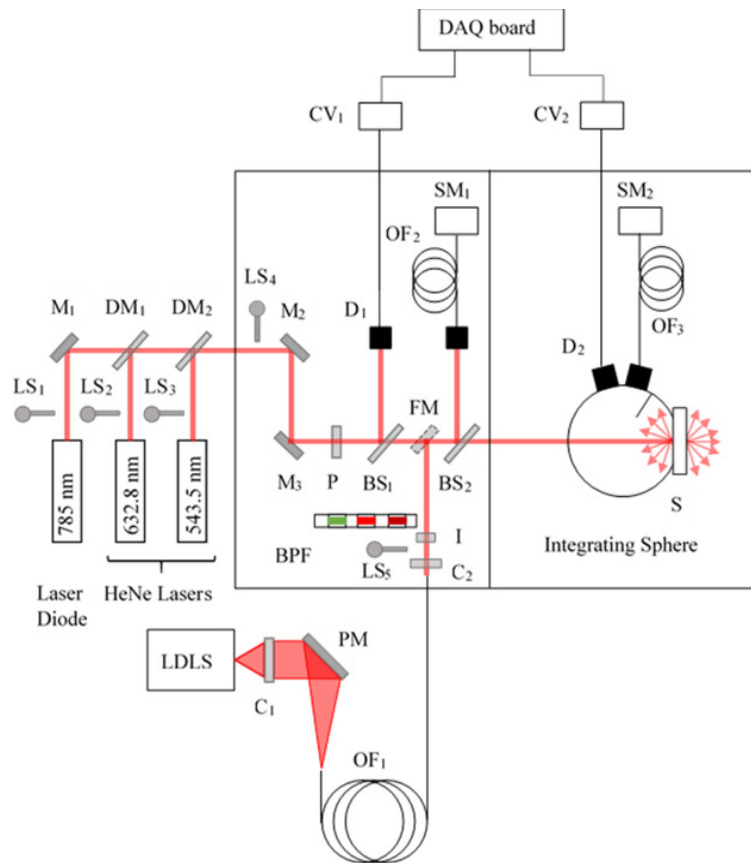 DAQ board
CV₁
CV₂
SM₁
SM₂
OF₂
LS₄
M₁
DM₁
DM₂
M₂
D₁
OF₃
D₂
LS₁
LS₂
LS₃
FM
M₃
P
BS₁
BS₂
S
785 nm
632.8 nm
543.5 nm
I
BPF
LS₅
C₂
Integrating Sphere
Laser
Diode
HeNe Lasers
LDLS
PM
C₁
OF₁